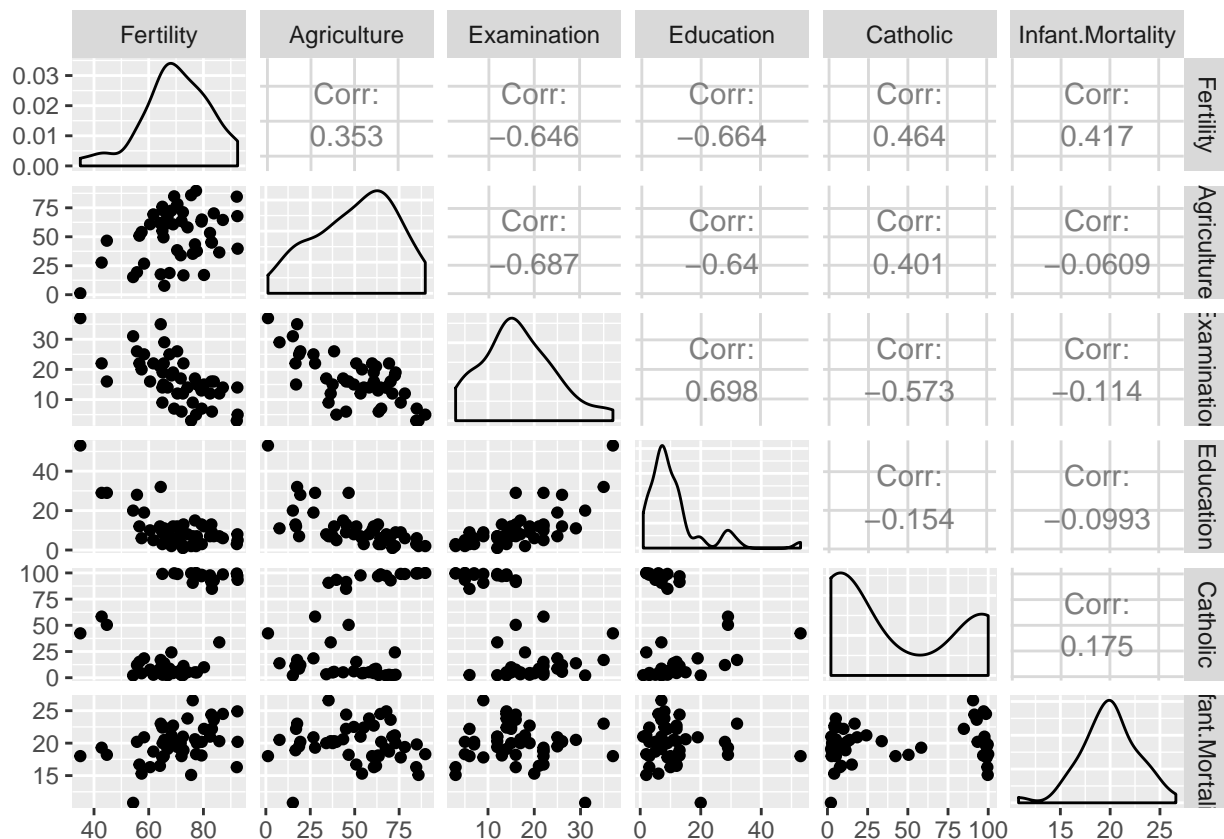 Fertility Agriculture Examination Education Catholic Infant.Mortality
0.03
0.02
0.01
0.00
Corr:
0.353
Corr:
−0.646
Corr:
−0.664
Corr:
0.464
Corr:
0.417
Fertility
75
50
25
0
Corr:
−0.687
Corr:
−0.64
Corr:
0.401
Corr:
−0.0609
Agriculture
30
20
10
Corr:
0.698
Corr:
−0.573
Corr:
−0.114
Examination
40
20
0
Corr:
−0.154
Corr:
−0.0993
Education
100
75
50
25
0
Corr:
0.175
Catholic
25
20
15
fant.Mortali
40 60 80 0 25 50 75 10 20 30 0 20 40 0 25 50 75 100 15 20 25